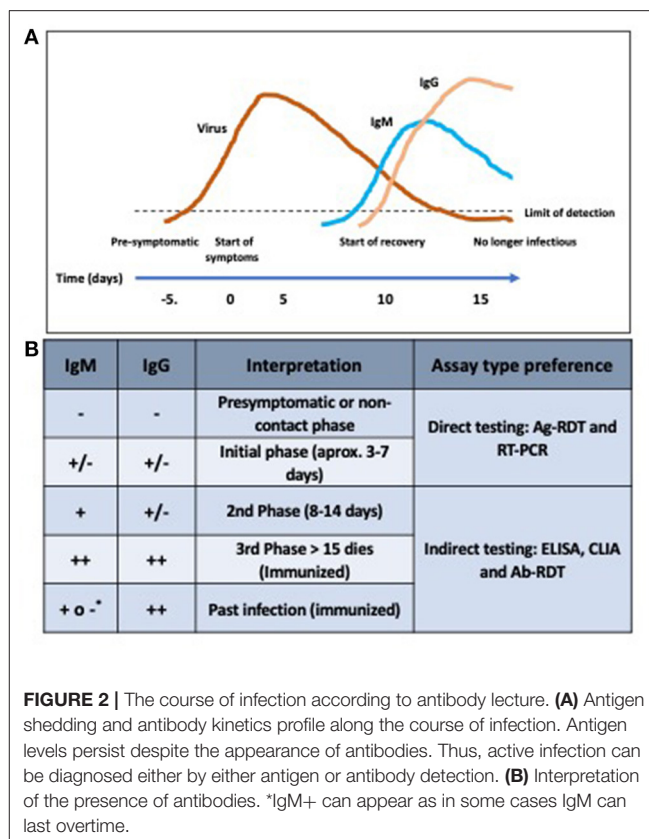 A
IgG
IgM
Virus
Limit of detection
Pre-symptomatic Start of symptoms Start of recovery No longer infectious
Time (days)
-5. 0 5 10 15
B
IgM IgG Interpretation Assay type preference
- - Presymptomatic or non-
contact phase
Direct testing: Ag-RDT and
RT-PCR
+/- +/- Initial phase (aprox. 3-7
days)
+ +/- 2nd Phase (8-14 days)
Indirect testing: ELISA, CLIA
and Ab-RDT
++ ++ 3rd Phase > 15 dies
(Immunized)
+ o -* ++ Past infection (immunized)
FIGURE 2 | The course of infection according to antibody lecture. (A) Antigen
shedding and antibody kinetics profile along the course of infection. Antigen
levels persist despite the appearance of antibodies. Thus, active infection can
be diagnosed either by either antigen or antibody detection. (B) Interpretation
of the presence of antibodies. *IgM+ can appear as in some cases IgM can
last overtime.